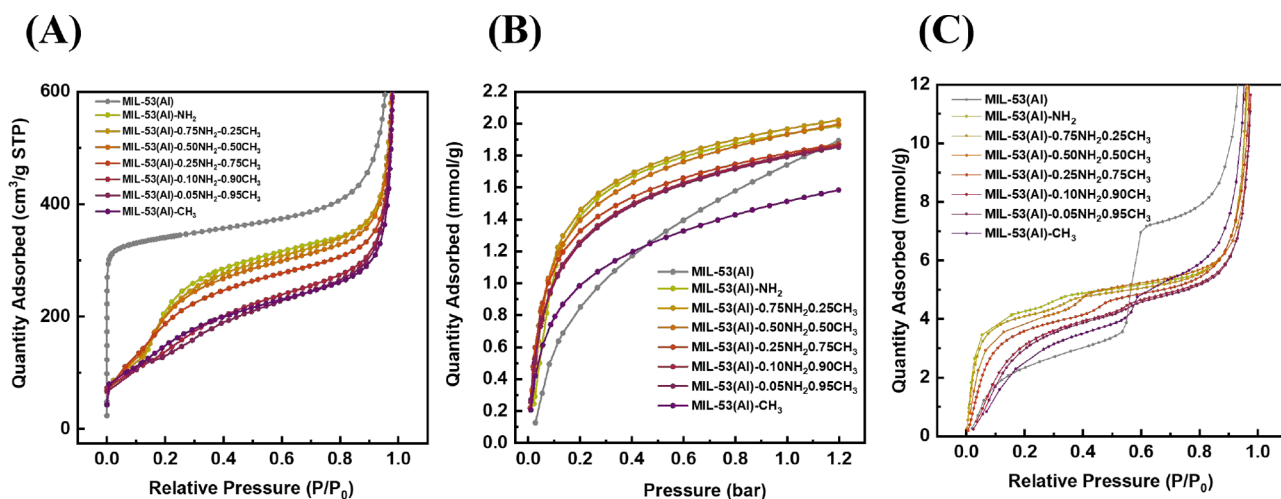 (A)
600
400
200
0
Quantity Adsorbed (cm³/g STP)
MIL-53(Al)
MIL-53(Al)-NH₂
MIL-53(Al)-0.75NH₂-0.25CH₃
MIL-53(Al)-0.50NH₂-0.50CH₃
MIL-53(Al)-0.25NH₂-0.75CH₃
MIL-53(Al)-0.10NH₂-0.90CH₃
MIL-53(Al)-0.05NH₂-0.95CH₃
MIL-53(Al)-CH₃
0.0 0.2 0.4 0.6 0.8 1.0
Relative Pressure (P/P₀)
(B)
2.2
2.0
1.8
1.6
1.4
1.2
1.0
0.8
0.6
0.4
0.2
0.0
Quantity Adsorbed (mmol/g)
MIL-53(Al)
MIL-53(Al)-NH₂
MIL-53(Al)-0.75NH₂0.25CH₃
MIL-53(Al)-0.50NH₂0.50CH₃
MIL-53(Al)-0.25NH₂0.75CH₃
MIL-53(Al)-0.10NH₂0.90CH₃
MIL-53(Al)-0.05NH₂0.95CH₃
MIL-53(Al)-CH₃
0.0 0.2 0.4 0.6 0.8 1.0 1.2
Pressure (bar)
(C)
12
10
8
6
4
2
0
Quantity Adsorbed (mmol/g)
MIL-53(Al)
MIL-53(Al)-NH₂
MIL-53(Al)-0.75NH₂0.25CH₃
MIL-53(Al)-0.50NH₂0.50CH₃
MIL-53(Al)-0.25NH₂0.75CH₃
MIL-53(Al)-0.10NH₂0.90CH₃
MIL-53(Al)-0.05NH₂0.95CH₃
MIL-53(Al)-CH₃
0.0 0.2 0.4 0.6 0.8 1.0
Relative Pressure (P/P₀)